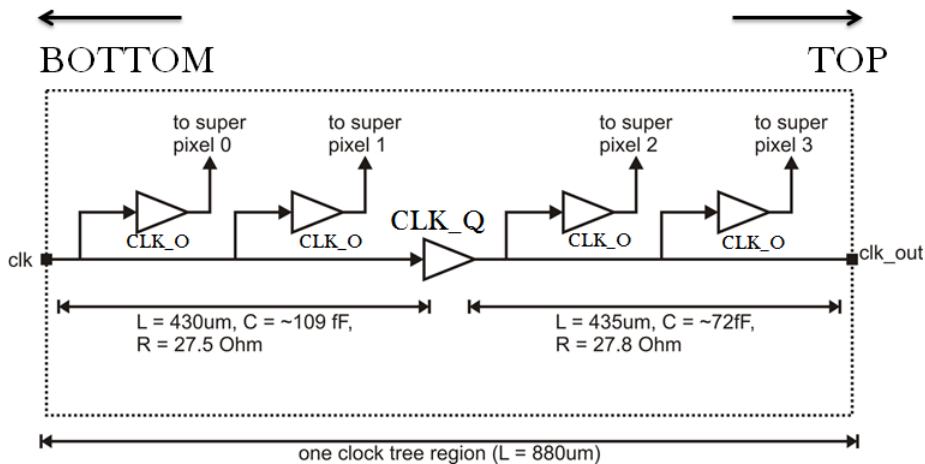 BOTTOM
TOP
to super
pixel 0
to super
pixel 1
to super
pixel 2
to super
pixel 3
CLK_O
CLK_O
CLK_Q
CLK_O
CLK_O
clk
clk_out
L = 430um, C = ~109 fF,
R = 27.5 Ohm
L = 435um, C = ~72fF,
R = 27.8 Ohm
one clock tree region (L = 880um)